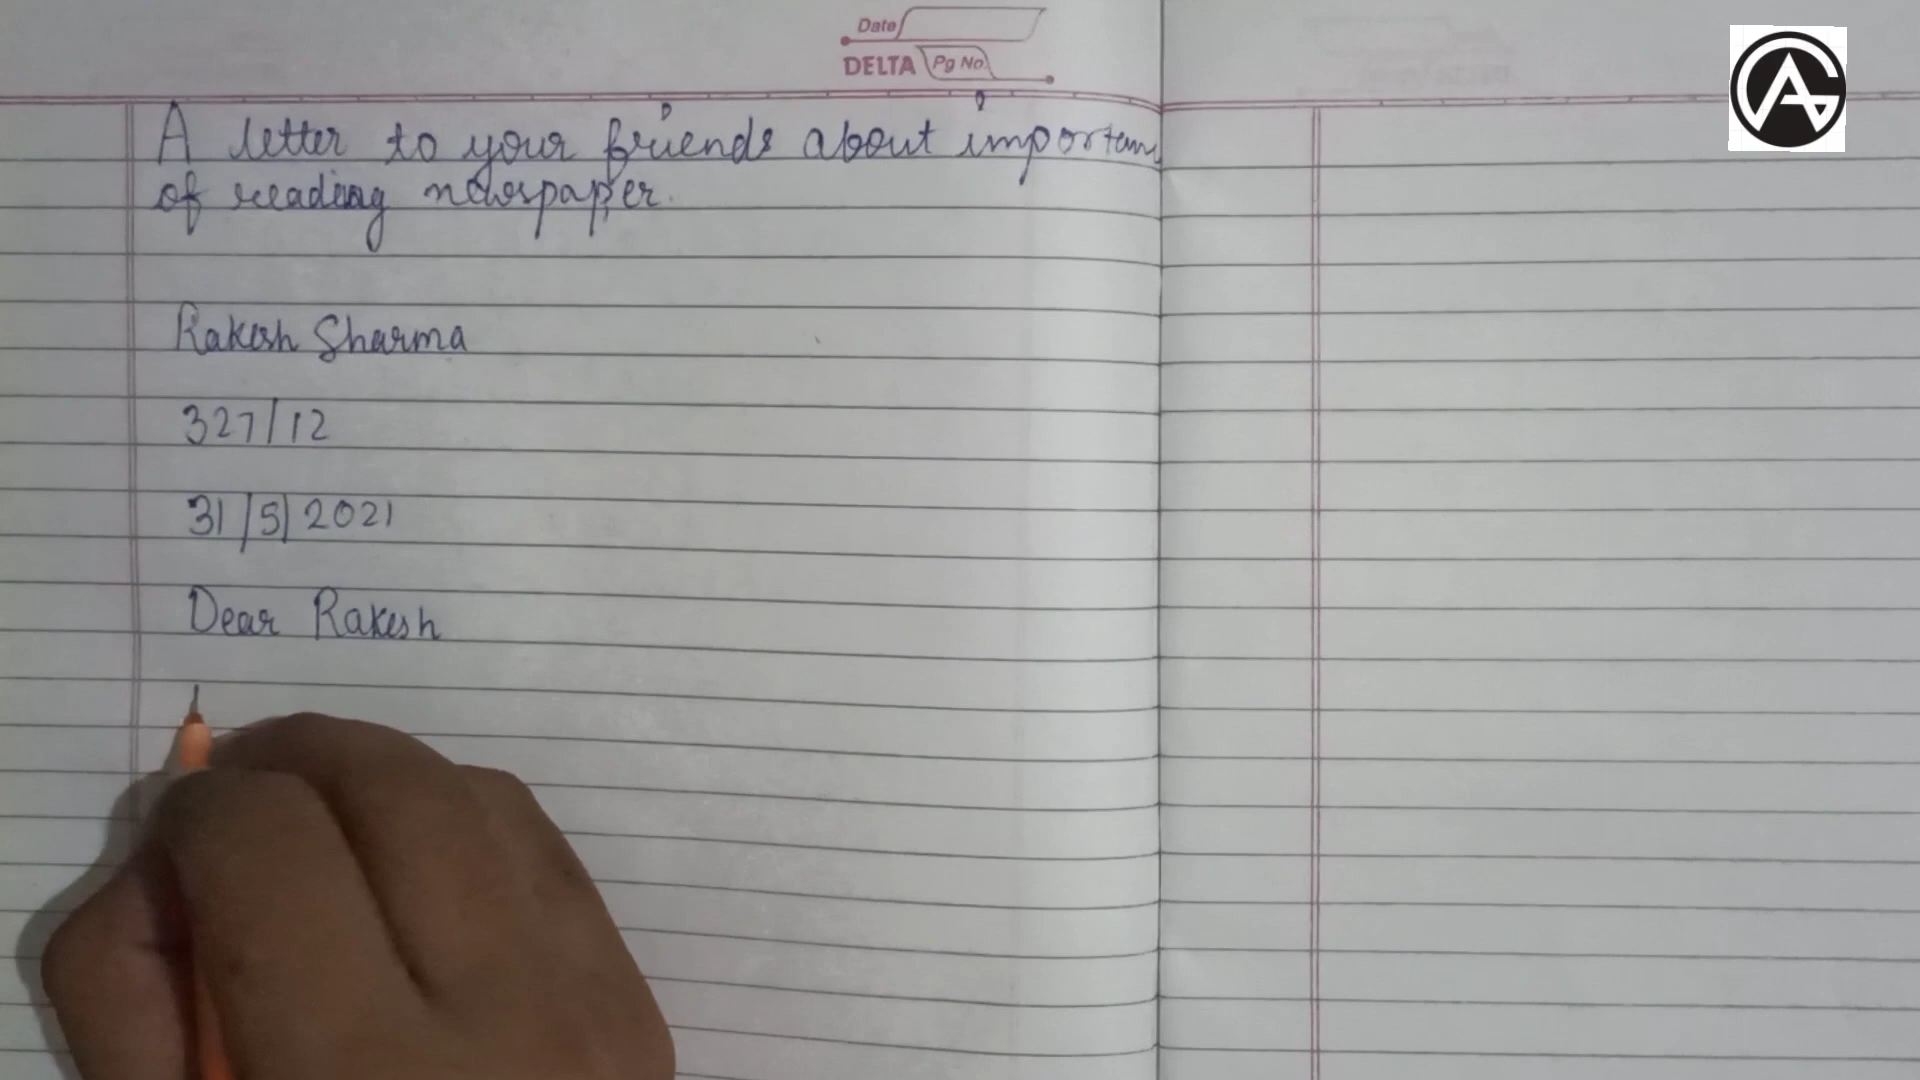 Date
DELTA Pg No.
A letter to your friends about importanc
of reading newspaper.
Rakesh Sharma
327/12
31/5/2021
Dear Rakesh